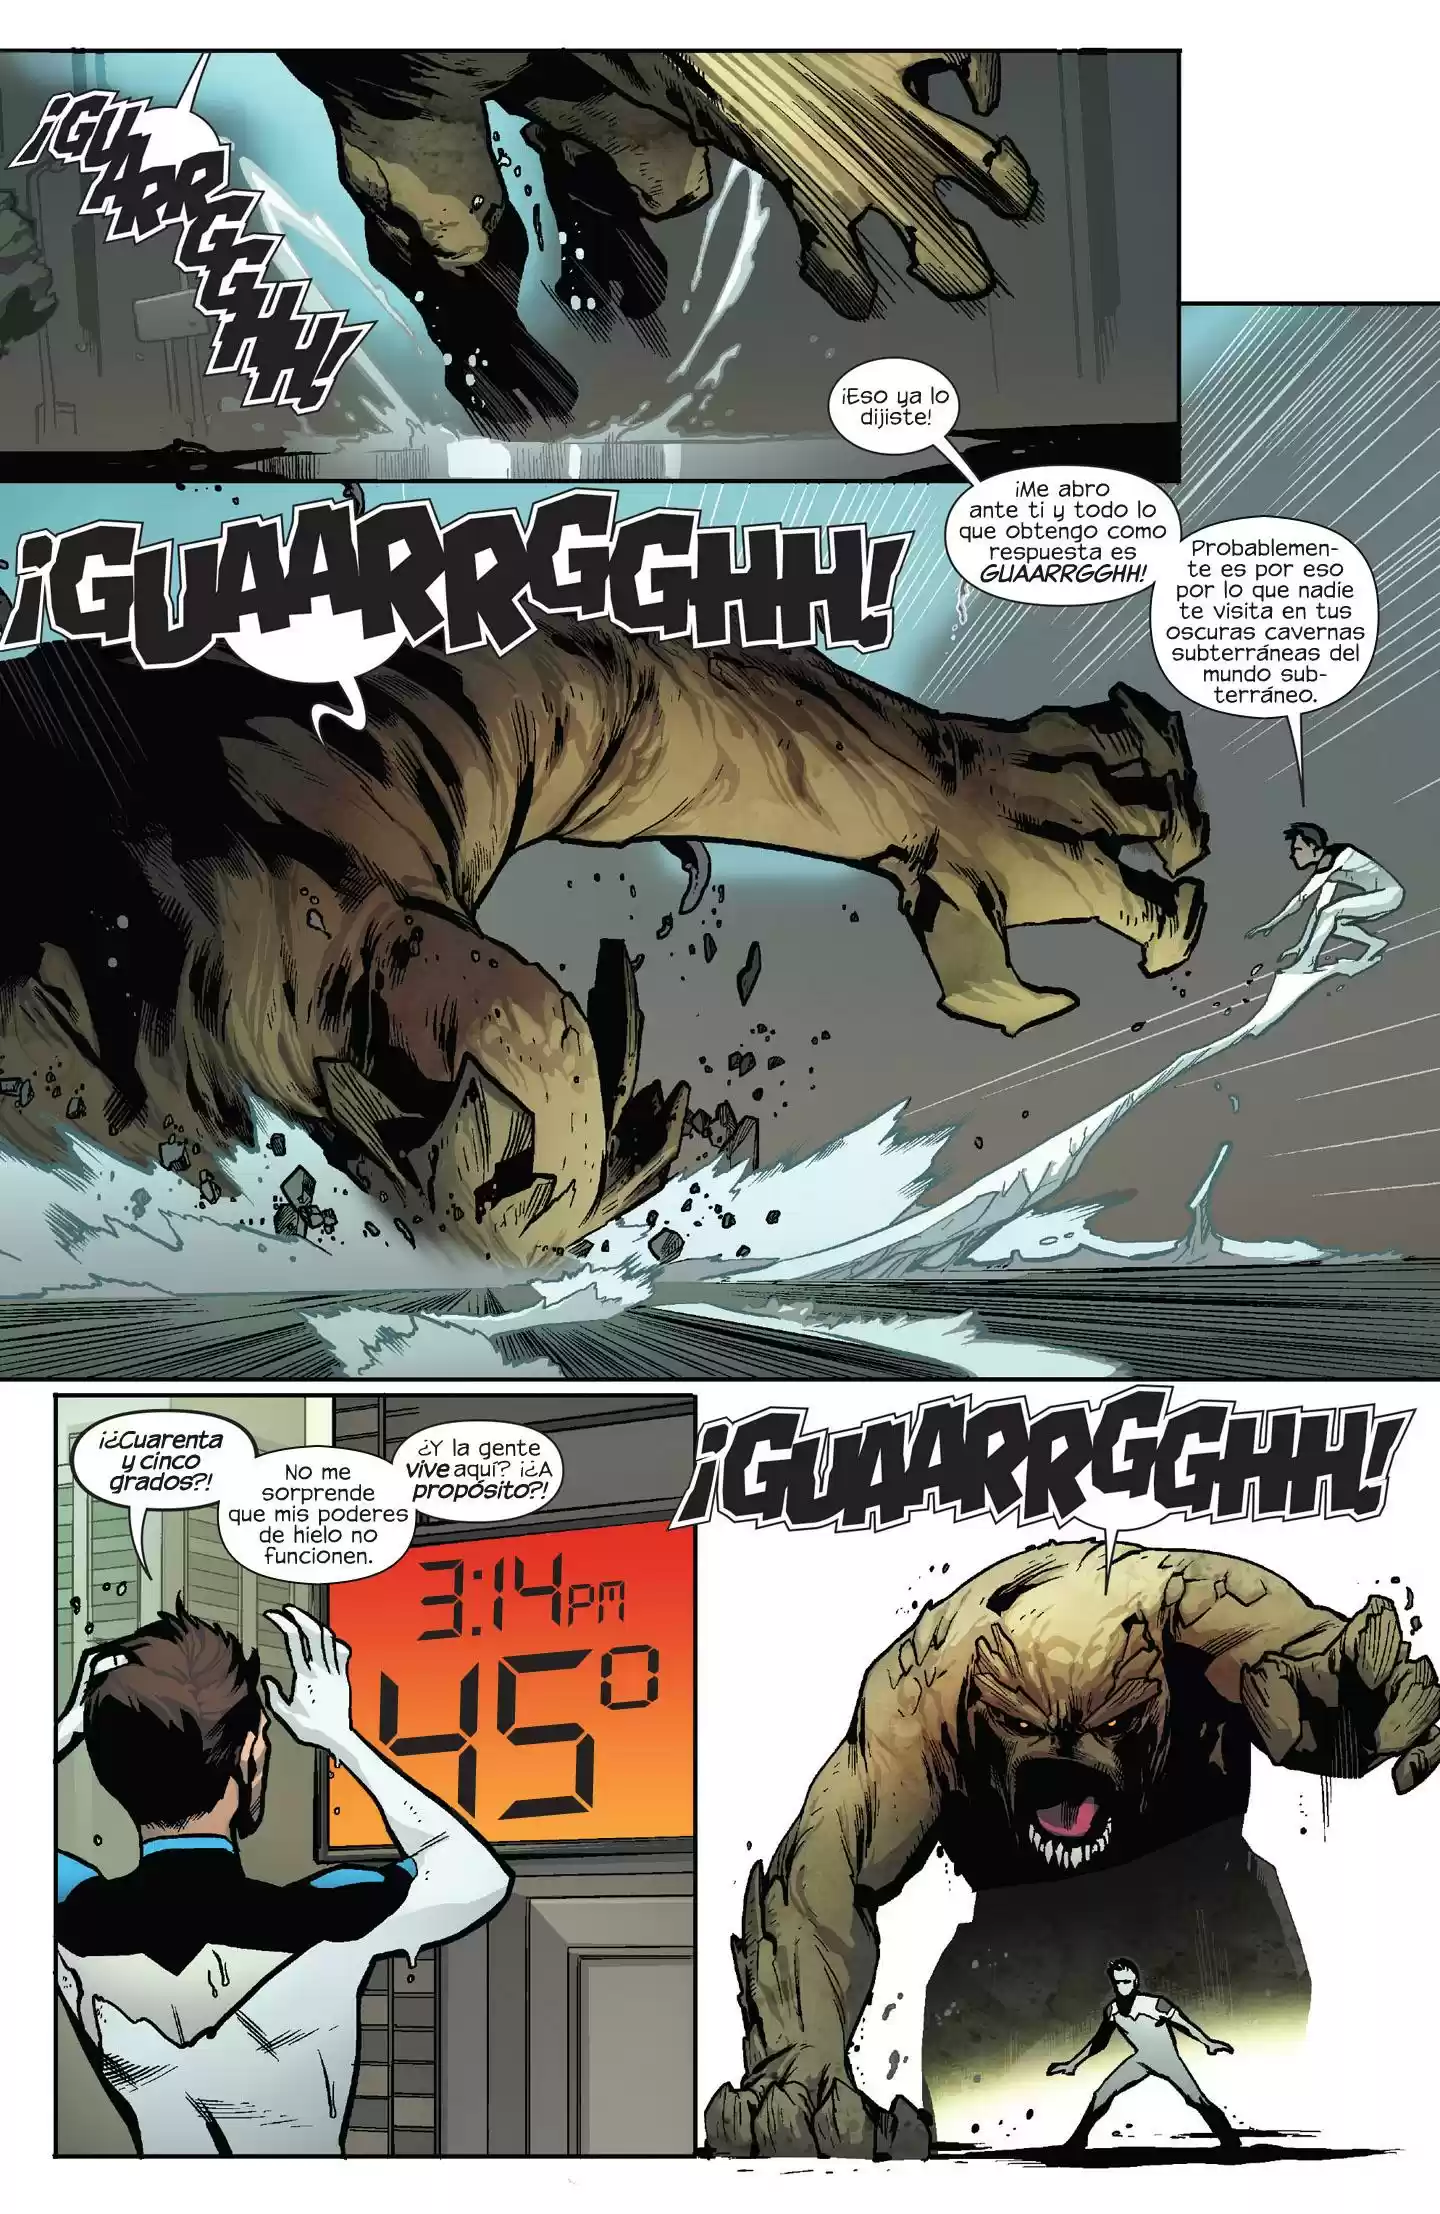 ¡GUARRGGHH!
¡Eso ya lo
dijiste!
¡Me abro
ante ti y todo lo
que obtengo como
respuesta es
GUAARRGGHH!
Probablemen-
te es por eso
por lo que nadie
te visita en tus
oscuras cavernas
subterráneas del
mundo sub-
terráneo.
¡GUAARRGGHH!
¡¿Cuarenta
y cinco
grados?!
No me
sorprende
que mis poderes
de hielo no
funcionen.
¿Y la gente
vive aquí? ¡¿A
propósito?!
3:14PM
45°
¡GUAARRGGHH!